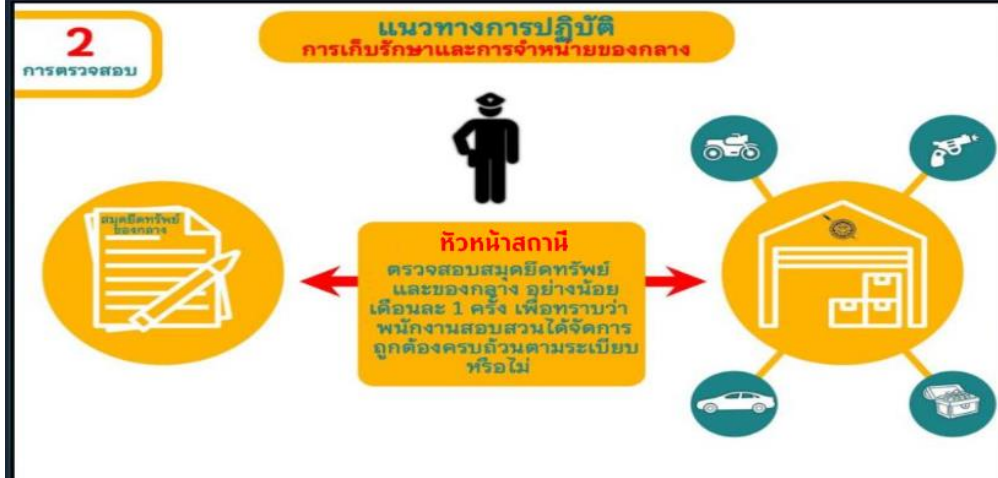 2
การตรวจสอบ
แนวทางการปฏิบัติ
การเก็บรักษาและการจำหน่ายของกลาง
สมุดยึดทรัพย์
ของกลาง
หัวหน้าสถานี
ตรวจสอบสมุดยึดทรัพย์
และของกลาง อย่างน้อย
เดือนละ 1 ครั้ง เพื่อทราบว่า
พนักงานสอบสวนได้จัดการ
ถูกต้องครบถ้วนตามระเบียบ
หรือไม่